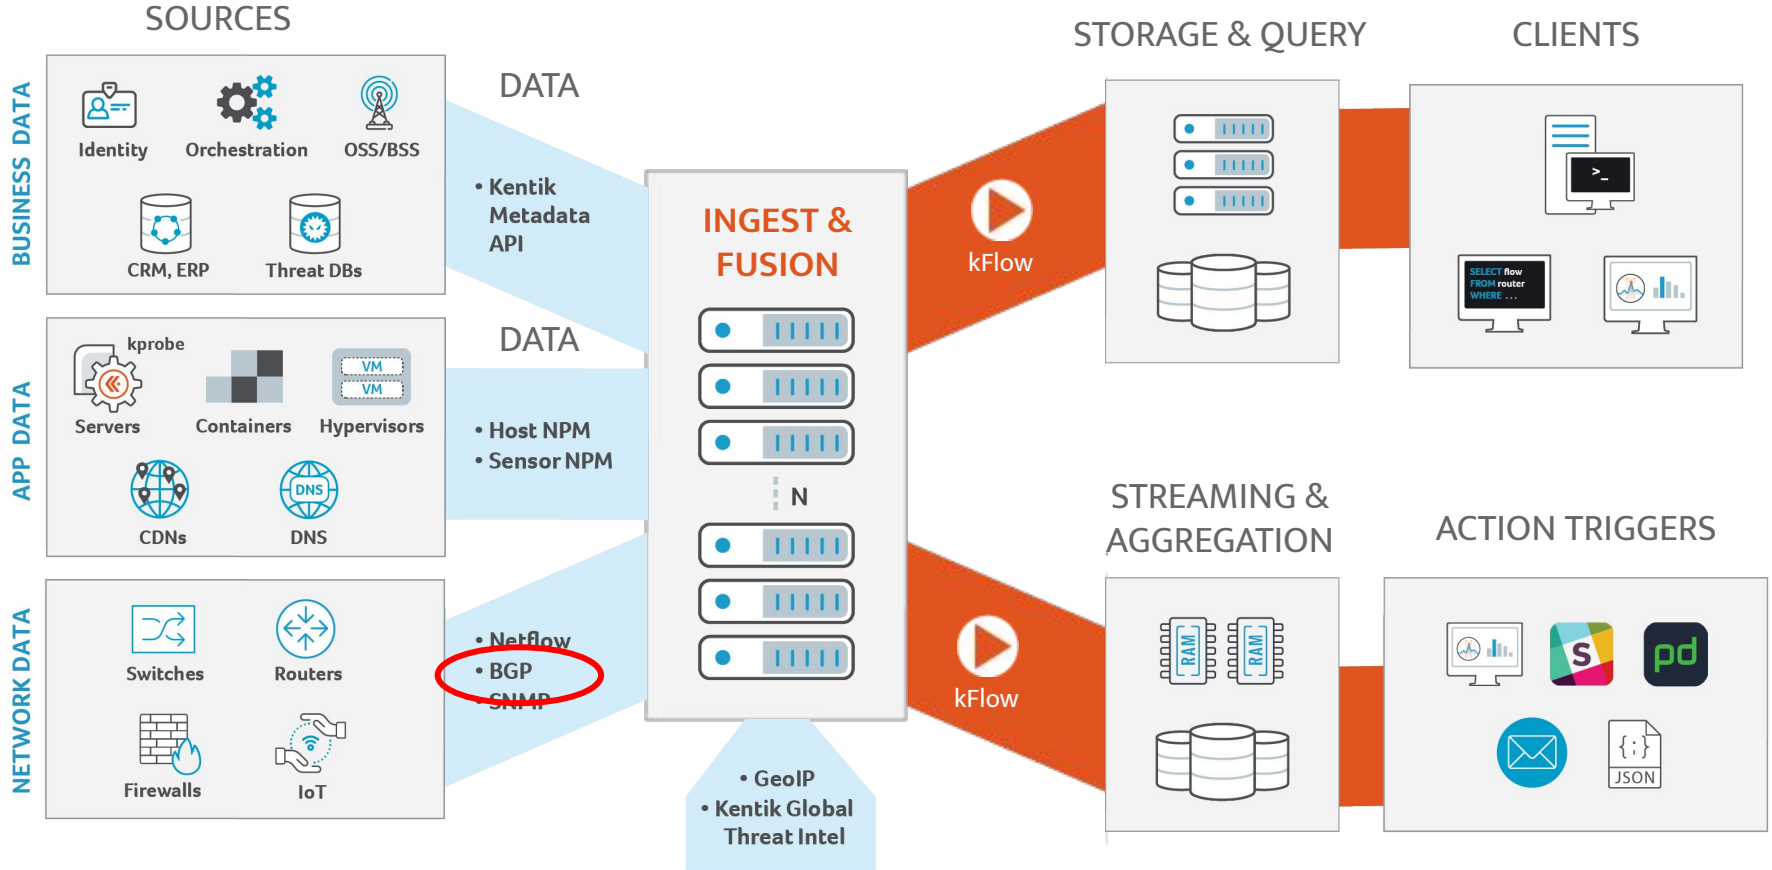 SOURCES
BUSINESS DATA
Identity
Orchestration
OSS/BSS
CRM, ERP
Threat DBs
APP DATA
kprobe
Servers
Containers
VM
VM
Hypervisors
CDNs
DNS
DNS
NETWORK DATA
Switches
Routers
Firewalls
IoT
DATA
• Kentik
Metadata
API
DATA
• Host NPM
• Sensor NPM
• Netflow
• BGP
• SNMP
INGEST &
FUSION
N
• GeoIP
• Kentik Global
Threat Intel
kFlow
kFlow
STORAGE & QUERY
CLIENTS
>_
SELECT flow
FROM router
WHERE ...
STREAMING &
AGGREGATION
RAM
RAM
ACTION TRIGGERS
S
pd
{;}
JSON